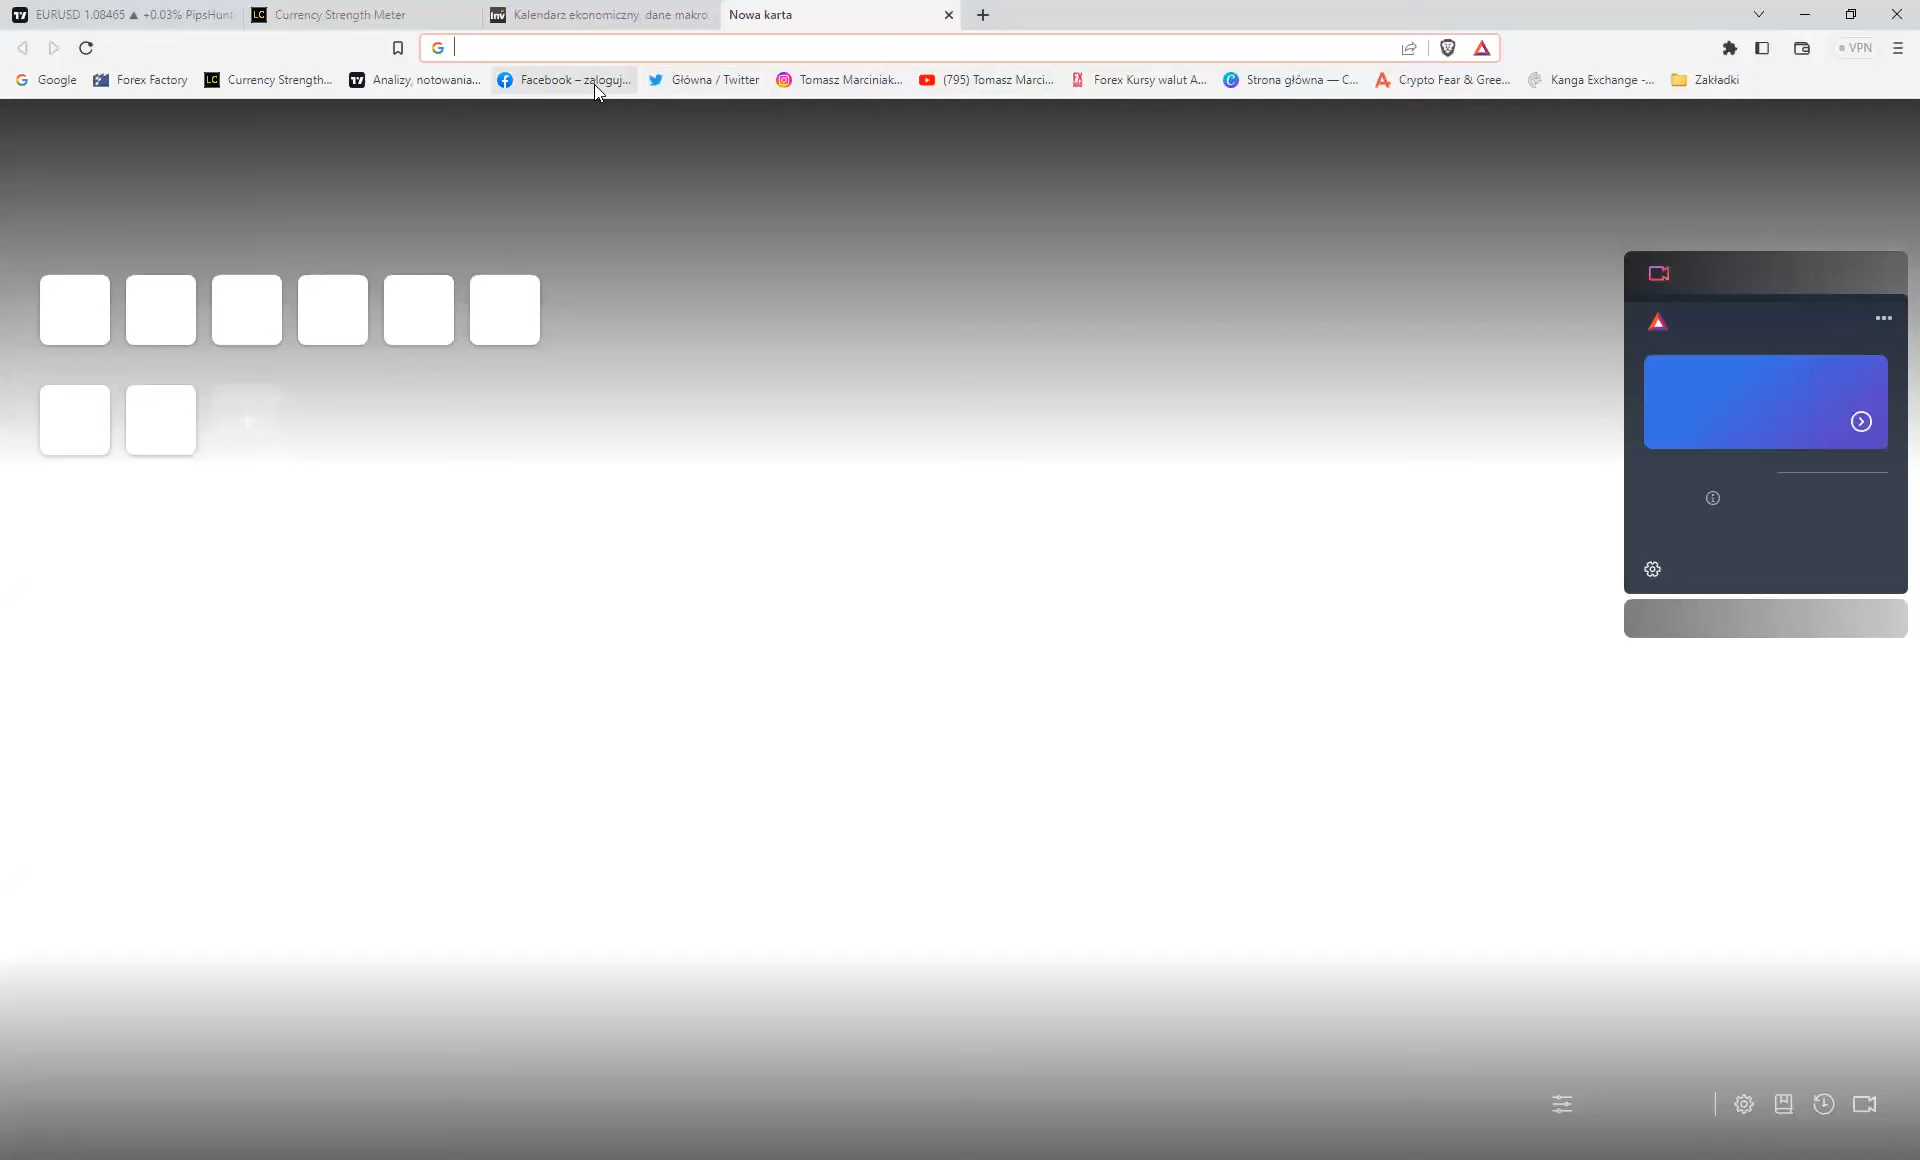 EURUSD 1.08465 ▲ +0.03% PipsHunt
Currency Strength Meter
Kalendarz ekonomiczny, dane makro
Nowa karta
VPN
Google
Forex Factory
Currency Strength...
Analizy, notowania...
Facebook – zaloguj...
Główna / Twitter
Tomasz Marciniak...
(795) Tomasz Marci...
Forex Kursy walut A...
Strona główna — C...
Crypto Fear & Gree...
Kanga Exchange -...
Zakładki